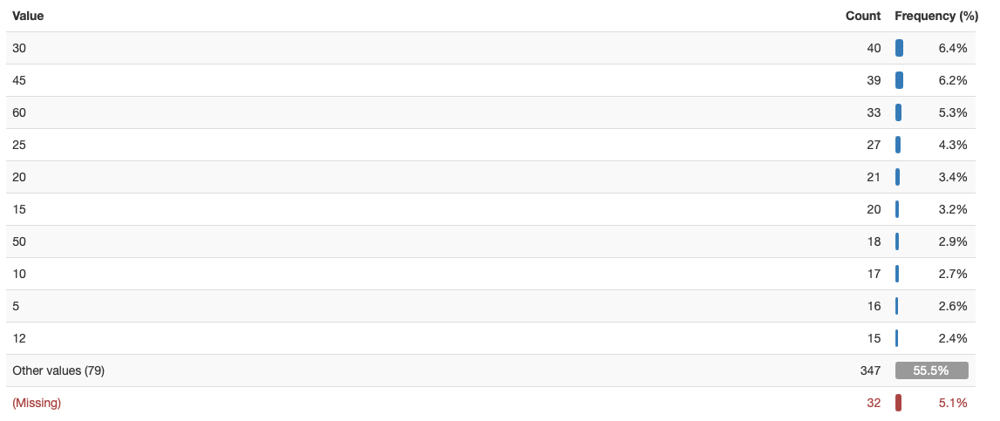 Value Count Frequency (%)
30 40 6.4%
45 39 6.2%
60 33 5.3%
25 27 4.3%
20 21 3.4%
15 20 3.2%
50 18 2.9%
10 17 2.7%
5 16 2.6%
12 15 2.4%
Other values (79) 347 55.5%
(Missing) 32 5.1%